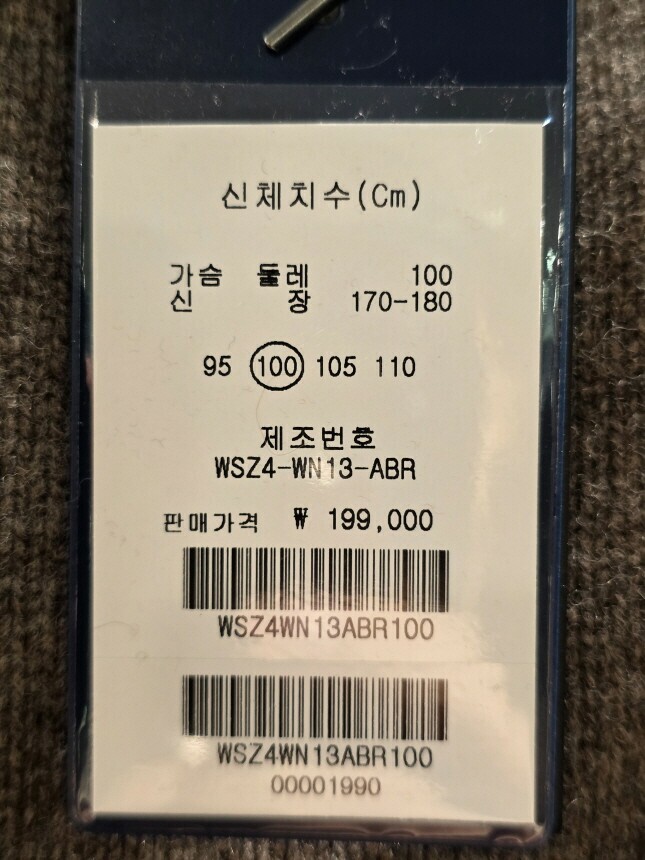 신체치수(Cm)
가슴 둘레 100
신 장 170-180
95 100 105 110
제조번호
WSZ4-WN13-ABR
판매가격 ₩ 199,000
WSZ4WN13ABR100
WSZ4WN13ABR100
00001990